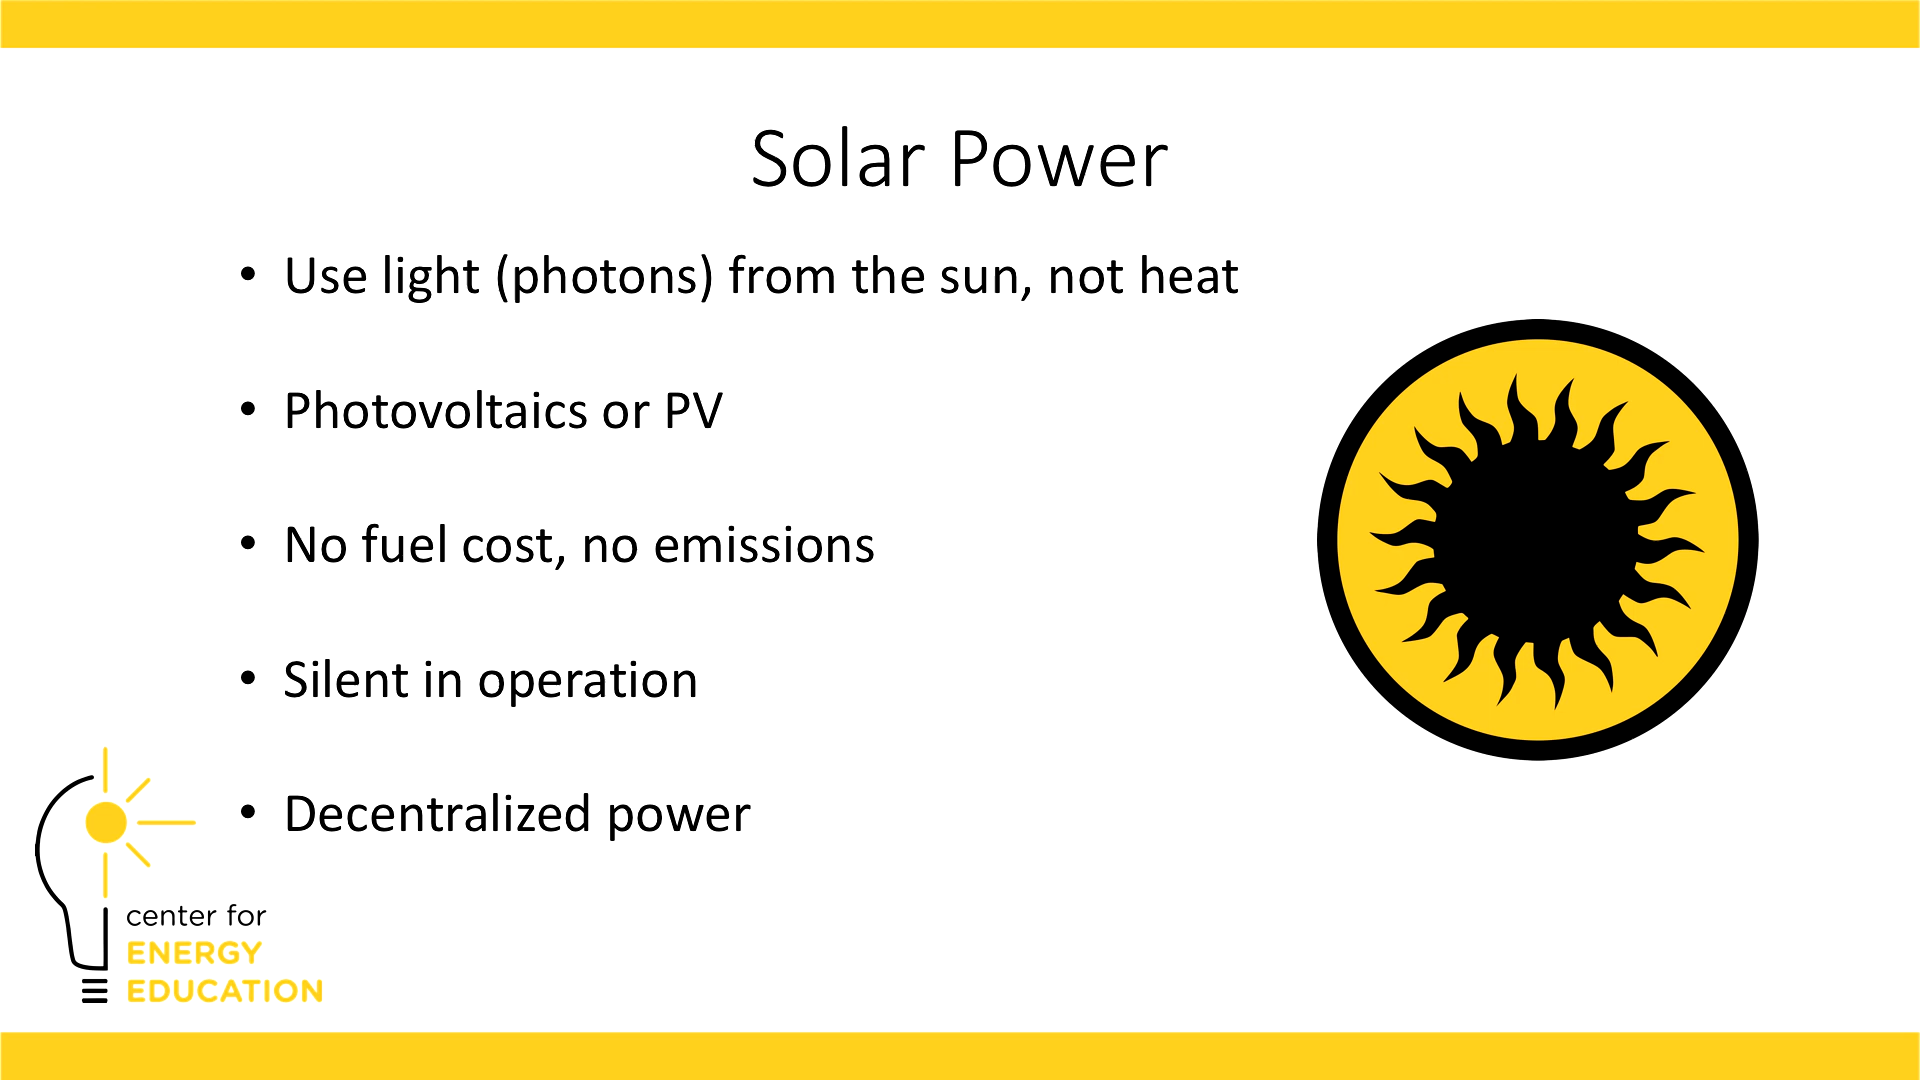 Solar Power
• Use light (photons) from the sun, not heat
• Photovoltaics or PV
• No fuel cost, no emissions
• Silent in operation
• Decentralized power
center for
ENERGY
EDUCATION